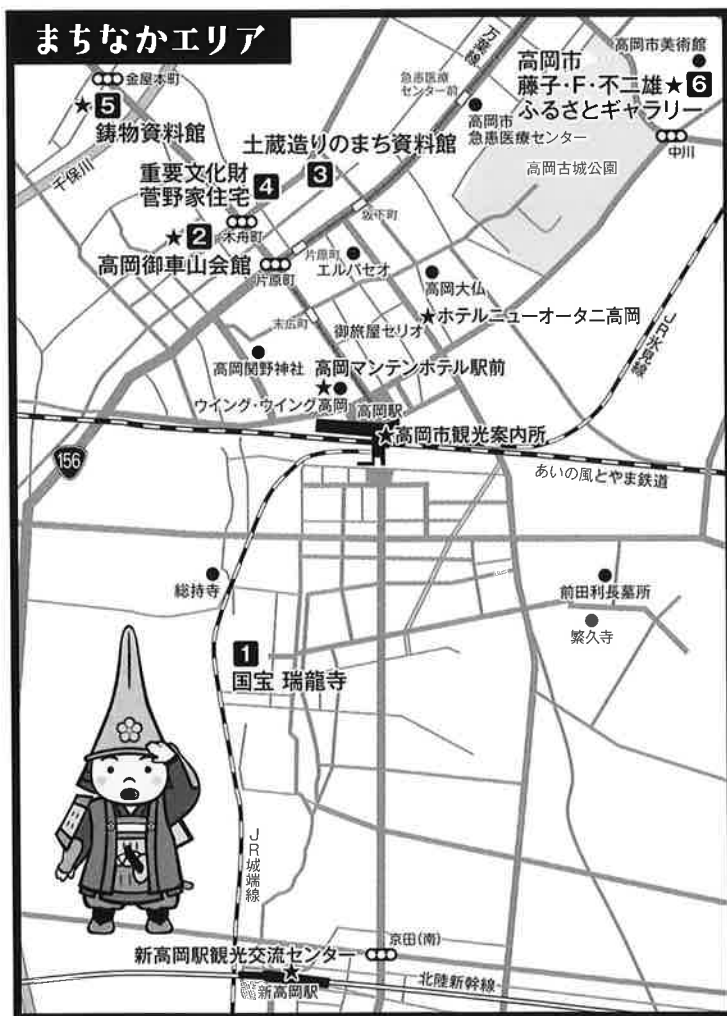 まちなかエリア
金屋本町
★5
鋳物資料館
千保川
万葉線
急患医療
センター前
高岡市
急患医療センター
高岡市美術館
高岡市
藤子・F・不二雄★6
ふるさとギャラリー
中川
高岡古城公園
土蔵造りのまち資料館
3
重要文化財
菅野家住宅
4
木舟町
★2
高岡御車山会館
片原町
坂下町
片原町
エルパセオ
高岡大仏
★ホテルニューオータニ高岡
末広町
御旅屋セリオ
高岡関野神社
高岡マンテンホテル駅前
★
ウイング・ウイング高岡
高岡駅
★高岡市観光案内所
JR氷見線
あいの風とやま鉄道
156
総持寺
前田利長墓所
繁久寺
1
国宝 瑞龍寺
JR城端線
京田(南)
新高岡駅観光交流センター
★
新高岡駅
北陸新幹線